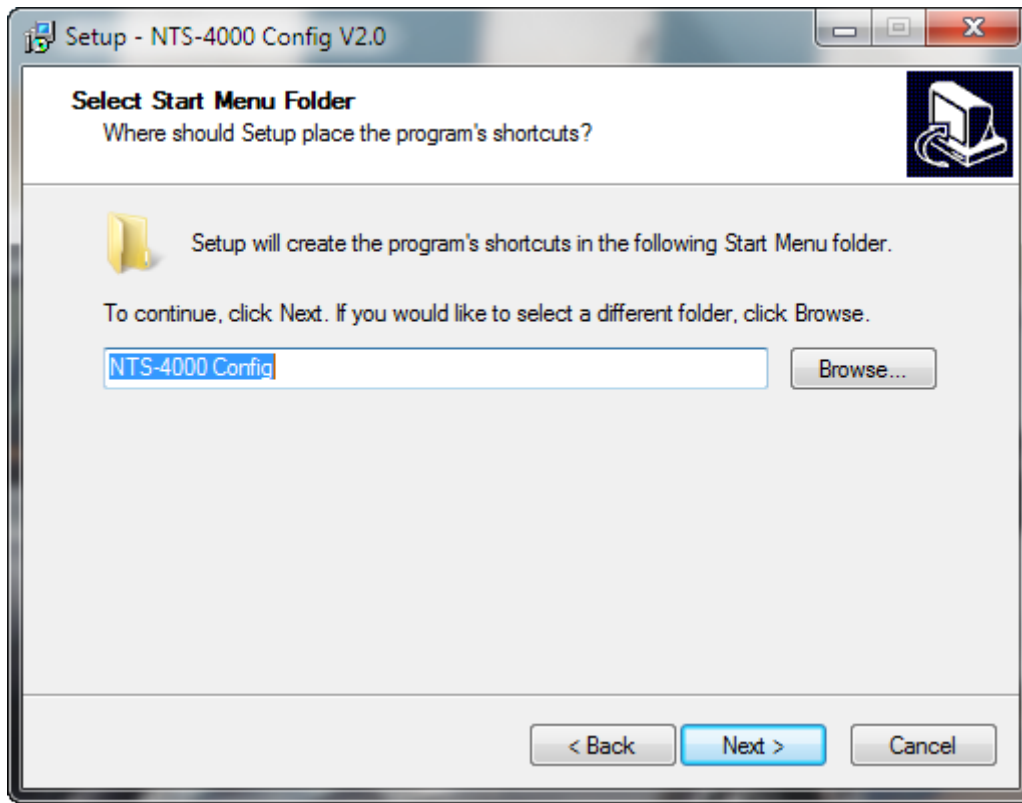 Setup - NTS-4000 Config V2.0
Select Start Menu Folder
Where should Setup place the program's shortcuts?
Setup will create the program's shortcuts in the following Start Menu folder.
To continue, click Next. If you would like to select a different folder, click Browse.
NTS-4000 Config
Browse...
< Back
Next >
Cancel